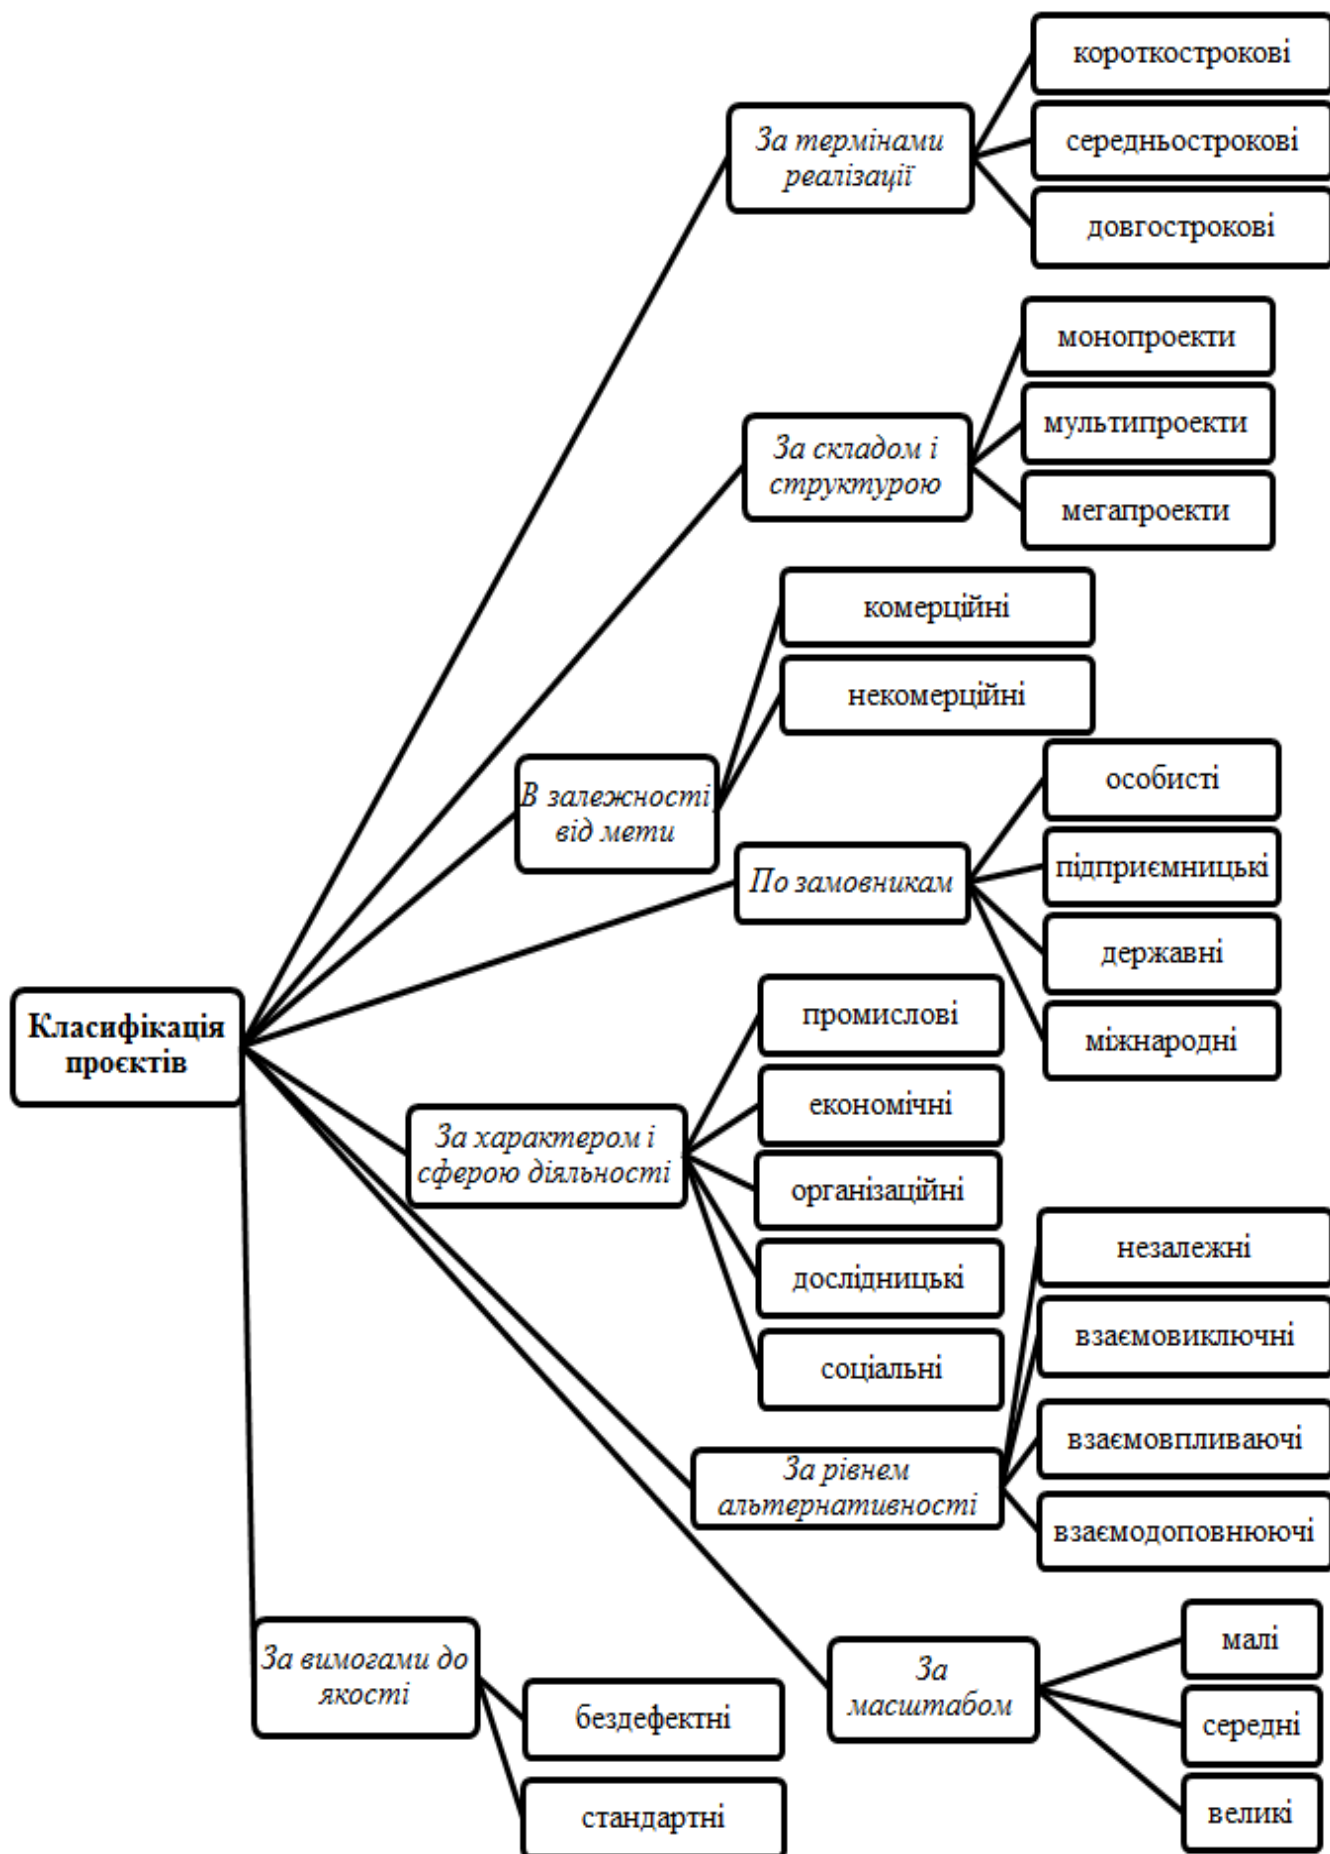 короткострокові
За термінами
реалізації
середньострокові
довгострокові
монопроекти
За складом і
структурою
мультипроекти
мегапроекти
комерційні
некомерційні
В залежності
від мети
особисті
По замовникам
підприємницькі
державні
міжнародні
Класифікація
проєктів
промислові
економічні
За характером і
сферою діяльності
організаційні
дослідницькі
соціальні
незалежні
взаємовиключні
За рівнем
альтернативності
взаємовпливаючі
взаємодоповнюючі
За вимогами до
якості
бездефектні
стандартні
За
масштабом
малі
середні
великі